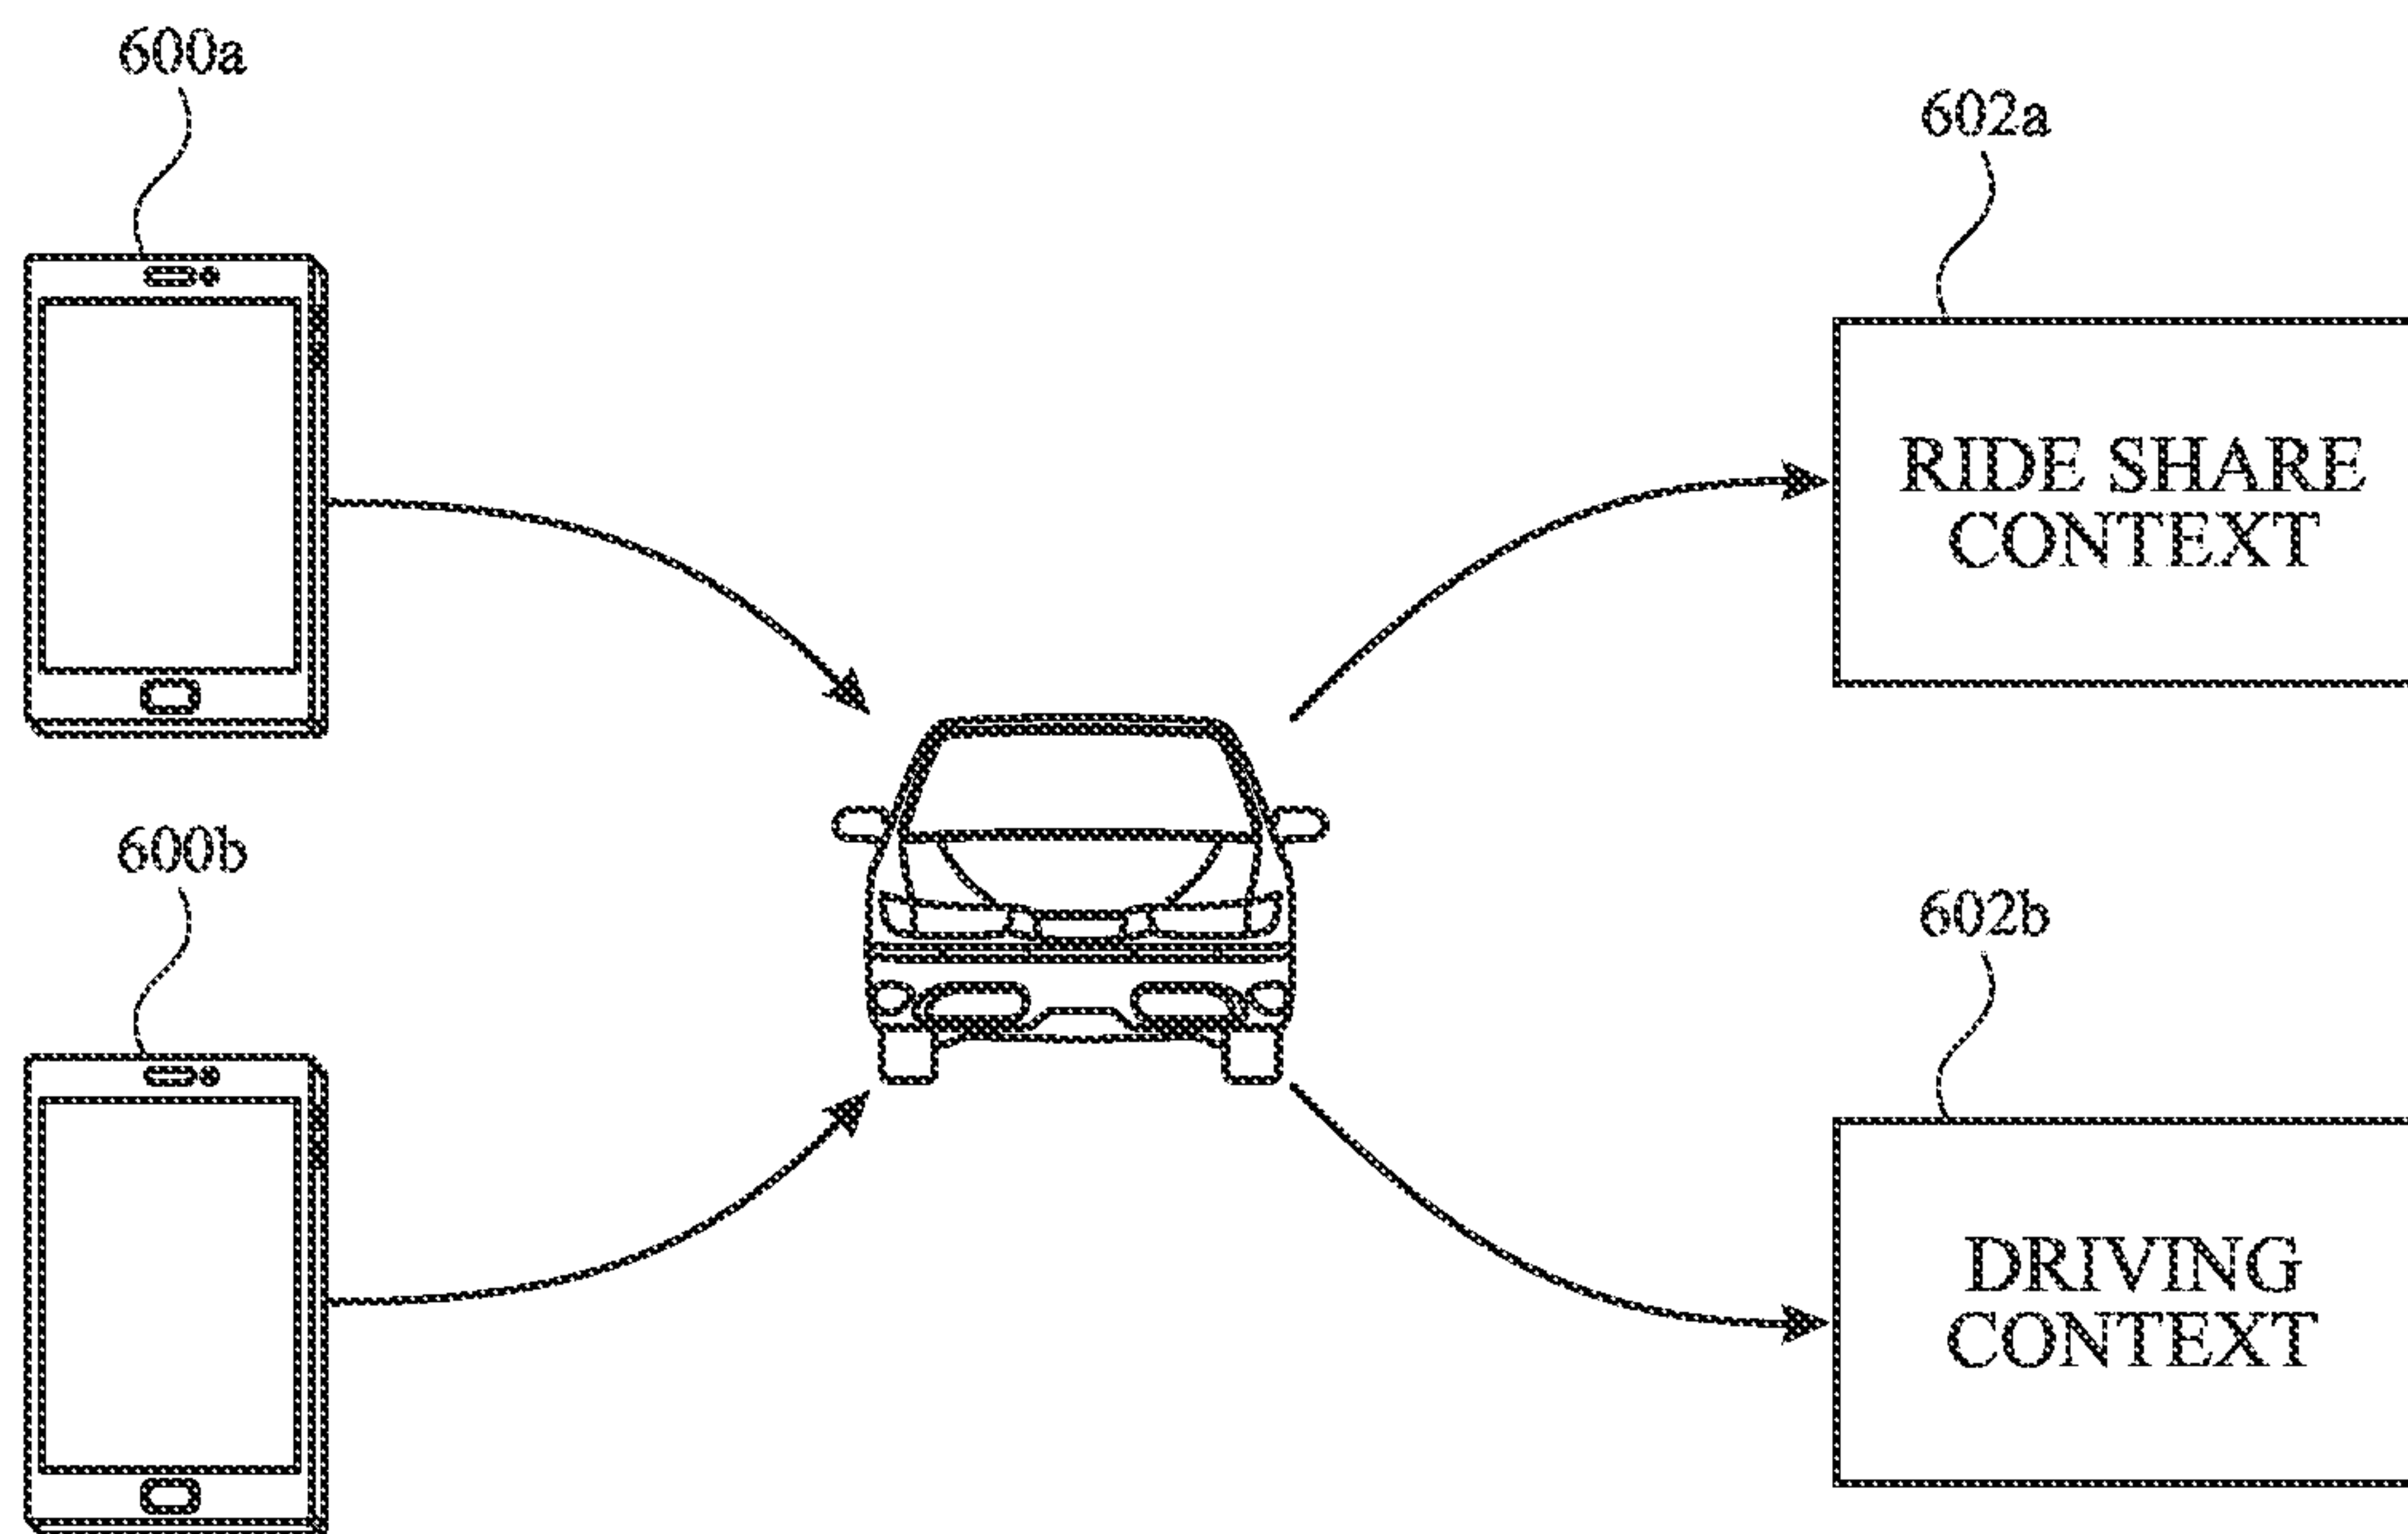 600a
602a
RIDE SHARE
CONTEXT
600b
602b
DRIVING
CONTEXT